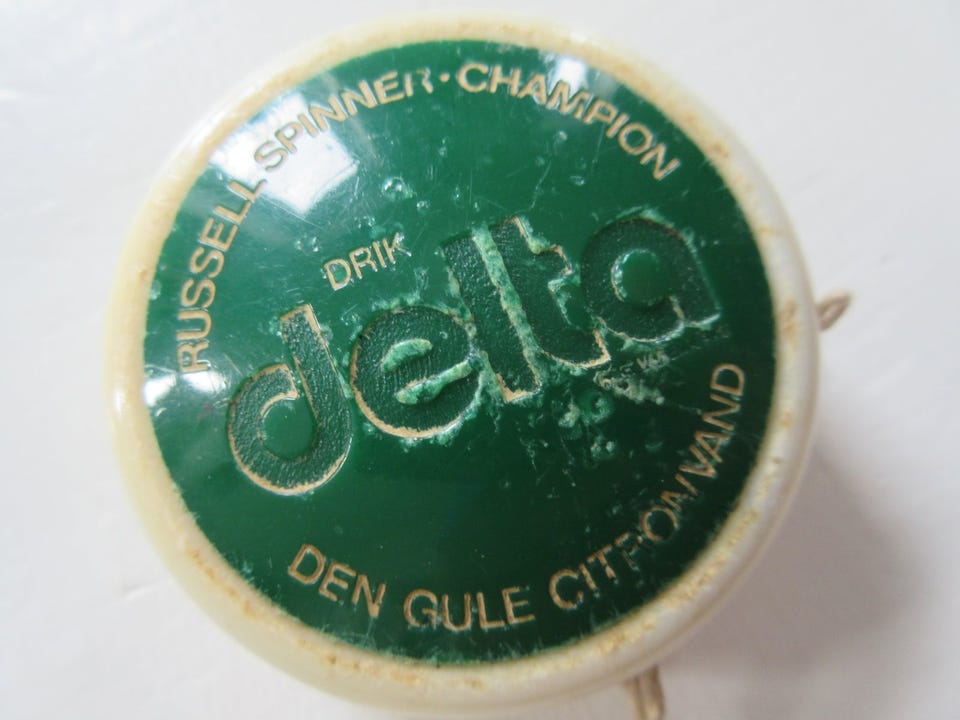 RUSSELL SPINNER · CHAMPION
DRIK
delta
DEN GULE CITRONVAND